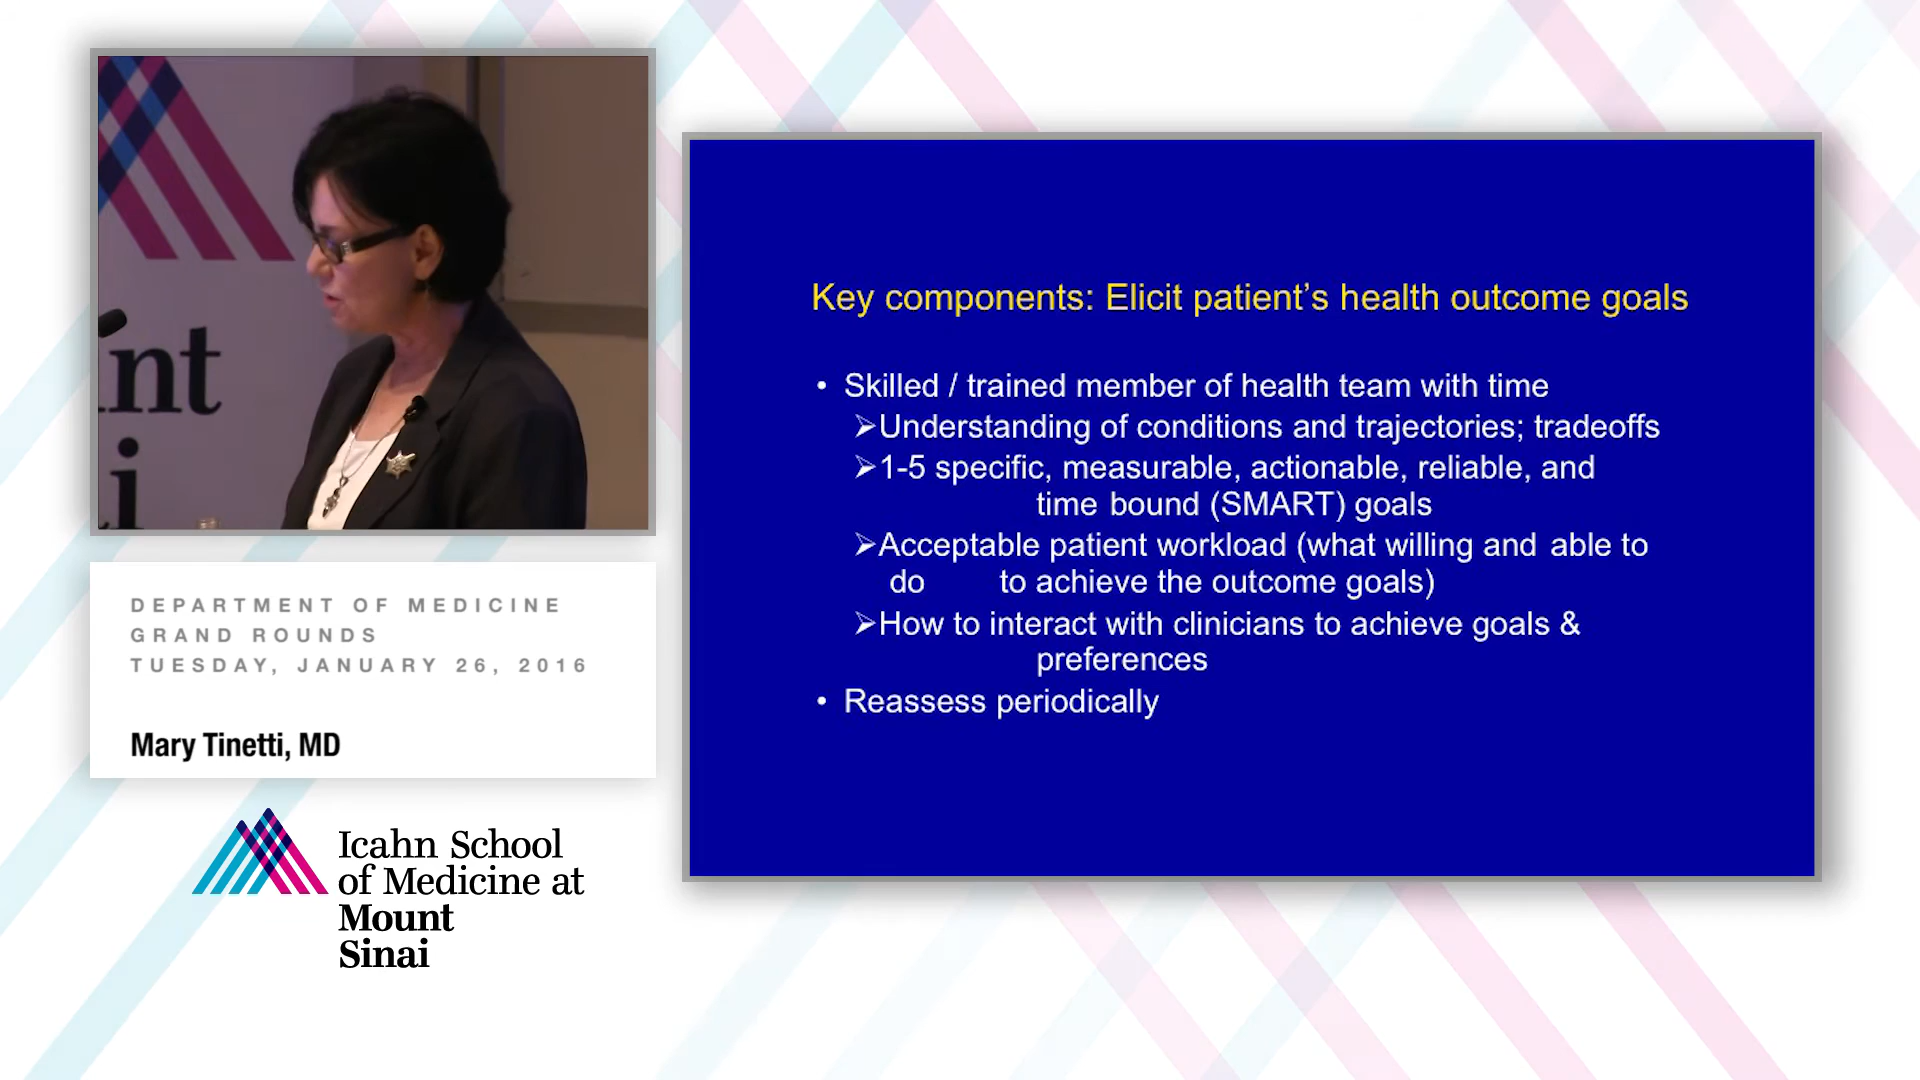 nt
i
DEPARTMENT OF MEDICINE
GRAND ROUNDS
TUESDAY, JANUARY 26, 2016
Mary Tinetti, MD
Icahn School
of Medicine at
Mount
Sinai
Key components: Elicit patient’s health outcome goals
• Skilled / trained member of health team with time
➢Understanding of conditions and trajectories; tradeoffs
➢1-5 specific, measurable, actionable, reliable, and
time bound (SMART) goals
➢Acceptable patient workload (what willing and able to
do to achieve the outcome goals)
➢How to interact with clinicians to achieve goals &
preferences
• Reassess periodically